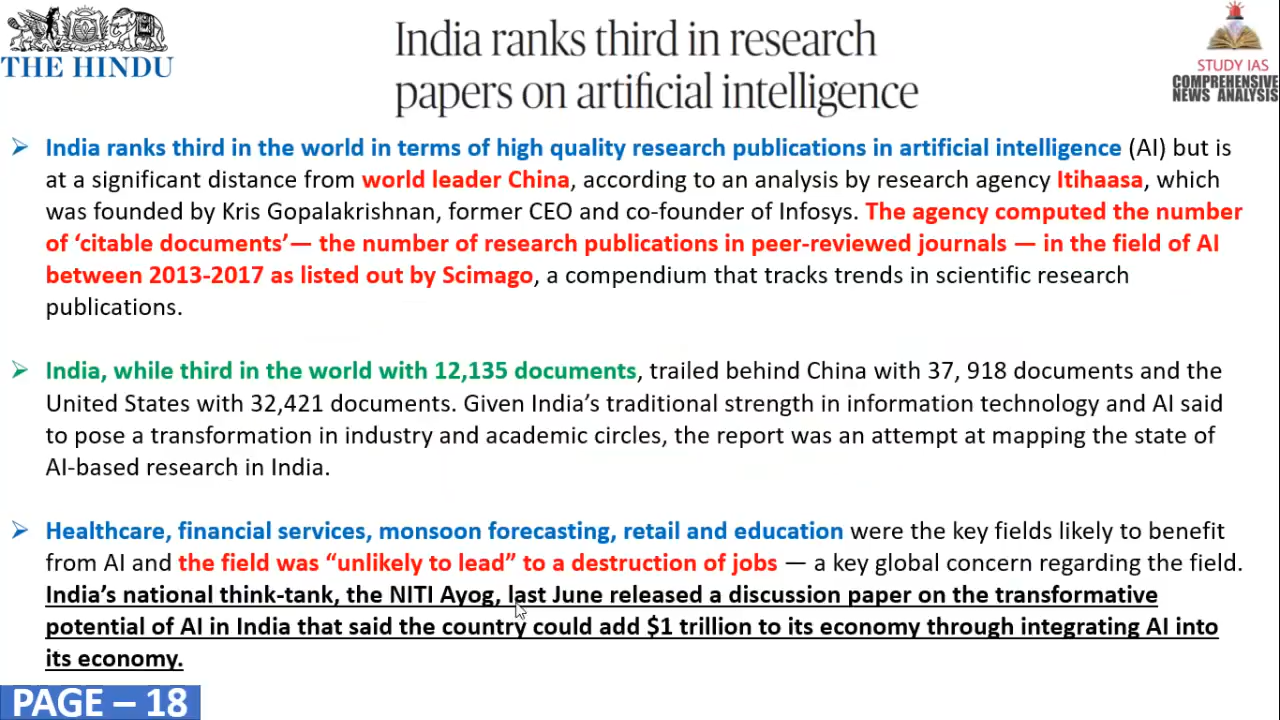 THE HINDU
India ranks third in research
papers on artificial intelligence
STUDY IAS
COMPREHENSIVE
NEWS ANALYSIS
➤ India ranks third in the world in terms of high quality research publications in artificial intelligence (AI) but is
at a significant distance from world leader China, according to an analysis by research agency Itihaasa, which
was founded by Kris Gopalakrishnan, former CEO and co-founder of Infosys. The agency computed the number
of ‘citable documents’— the number of research publications in peer-reviewed journals — in the field of AI
between 2013-2017 as listed out by Scimago, a compendium that tracks trends in scientific research
publications.
➤ India, while third in the world with 12,135 documents, trailed behind China with 37, 918 documents and the
United States with 32,421 documents. Given India’s traditional strength in information technology and AI said
to pose a transformation in industry and academic circles, the report was an attempt at mapping the state of
AI-based research in India.
➤ Healthcare, financial services, monsoon forecasting, retail and education were the key fields likely to benefit
from AI and the field was “unlikely to lead” to a destruction of jobs — a key global concern regarding the field.
India’s national think-tank, the NITI Ayog, last June released a discussion paper on the transformative
potential of AI in India that said the country could add $1 trillion to its economy through integrating AI into
its economy.
PAGE – 18